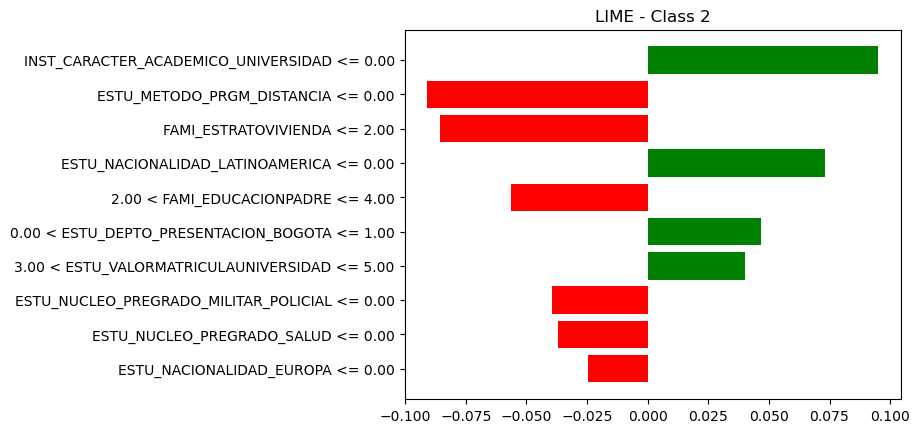 LIME - Class 2
INST_CARACTER_ACADEMICO_UNIVERSIDAD <= 0.00
ESTU_METODO_PRGM_DISTANCIA <= 0.00
FAMI_ESTRATOVIVIENDA <= 2.00
ESTU_NACIONALIDAD_LATINOAMERICA <= 0.00
2.00 < FAMI_EDUCACIONPADRE <= 4.00
0.00 < ESTU_DEPTO_PRESENTACION_BOGOTA <= 1.00
3.00 < ESTU_VALORMATRICULAUNIVERSIDAD <= 5.00
ESTU_NUCLEO_PREGRADO_MILITAR_POLICIAL <= 0.00
ESTU_NUCLEO_PREGRADO_SALUD <= 0.00
ESTU_NACIONALIDAD_EUROPA <= 0.00
−0.100 −0.075 −0.050 −0.025 0.000 0.025 0.050 0.075 0.100